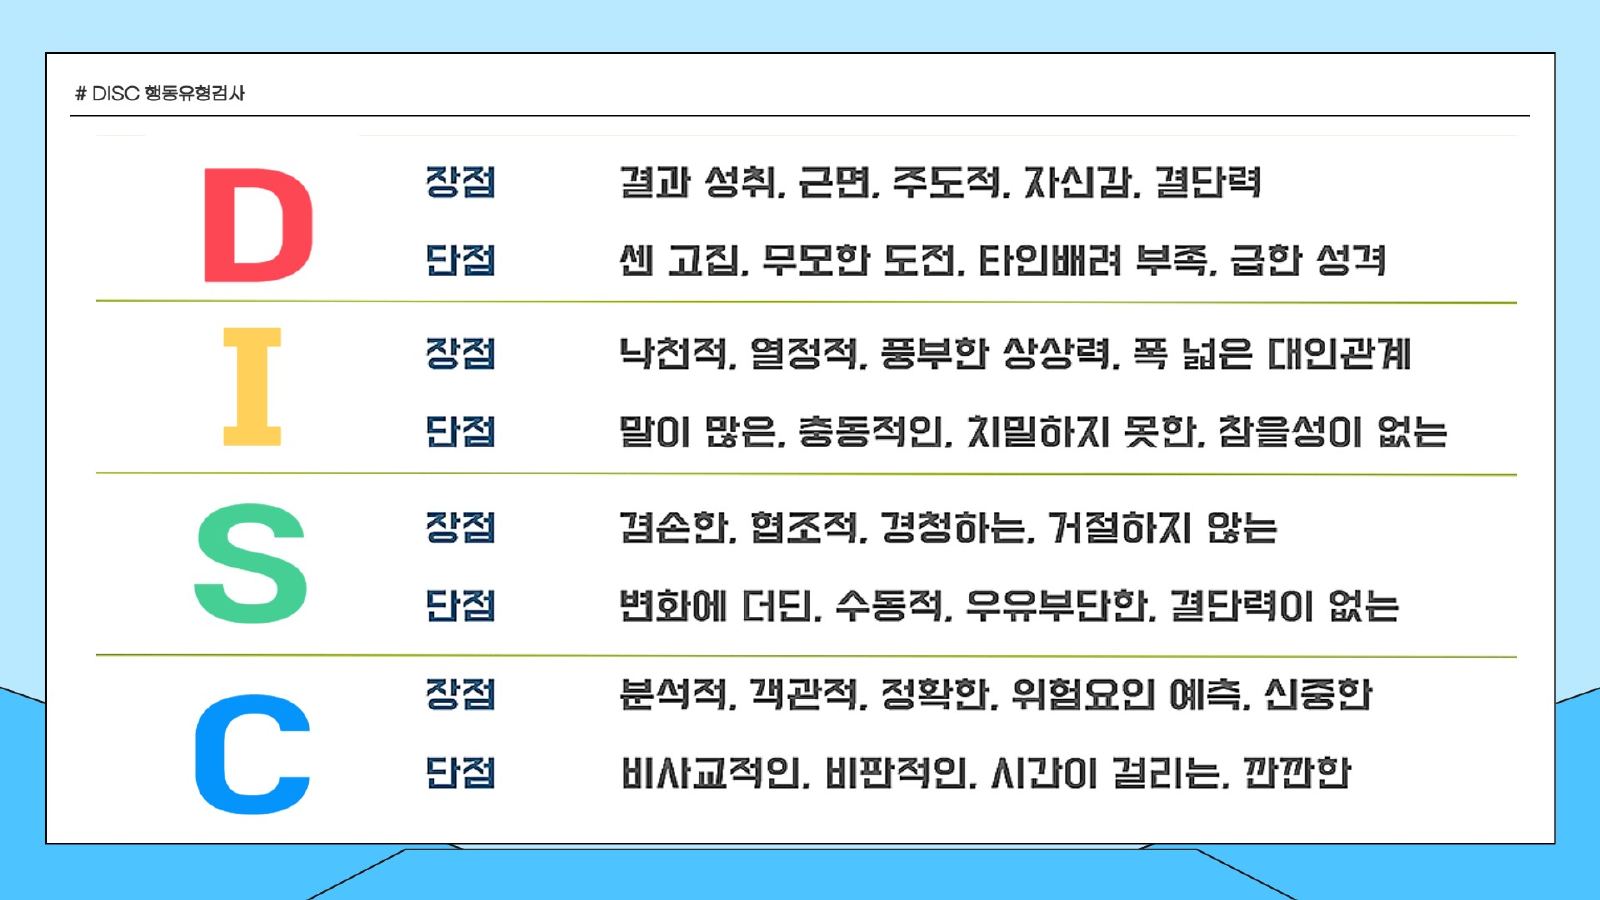 # DISC 행동유형검사
D
장점 결과 성취, 근면, 주도적, 자신감, 결단력
단점 센 고집, 무모한 도전, 타인배려 부족, 급한 성격
I
장점 낙천적, 열정적, 풍부한 상상력, 폭 넓은 대인관계
단점 말이 많은, 충동적인, 치밀하지 못한, 참을성이 없는
S
장점 겸손한, 협조적, 경청하는, 거절하지 않는
단점 변화에 더딘, 수동적, 우유부단한, 결단력이 없는
C
장점 분석적, 객관적, 정확한, 위험요인 예측, 신중한
단점 비사교적인, 비판적인, 시간이 걸리는, 깐깐한